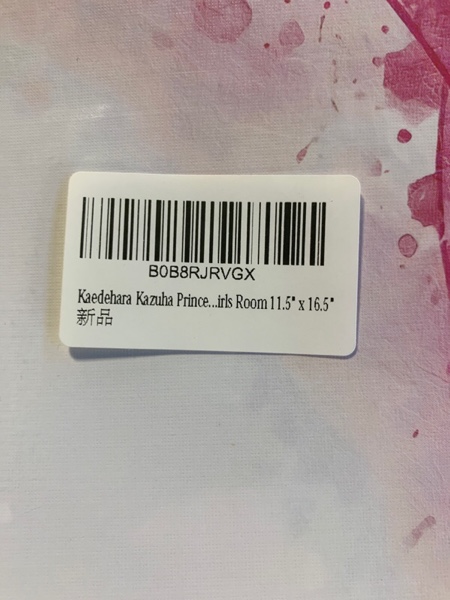 B0B8RJRVGX
Kaedehara Kazuha Prince...irls Room 11.5" x 16.5"
新品